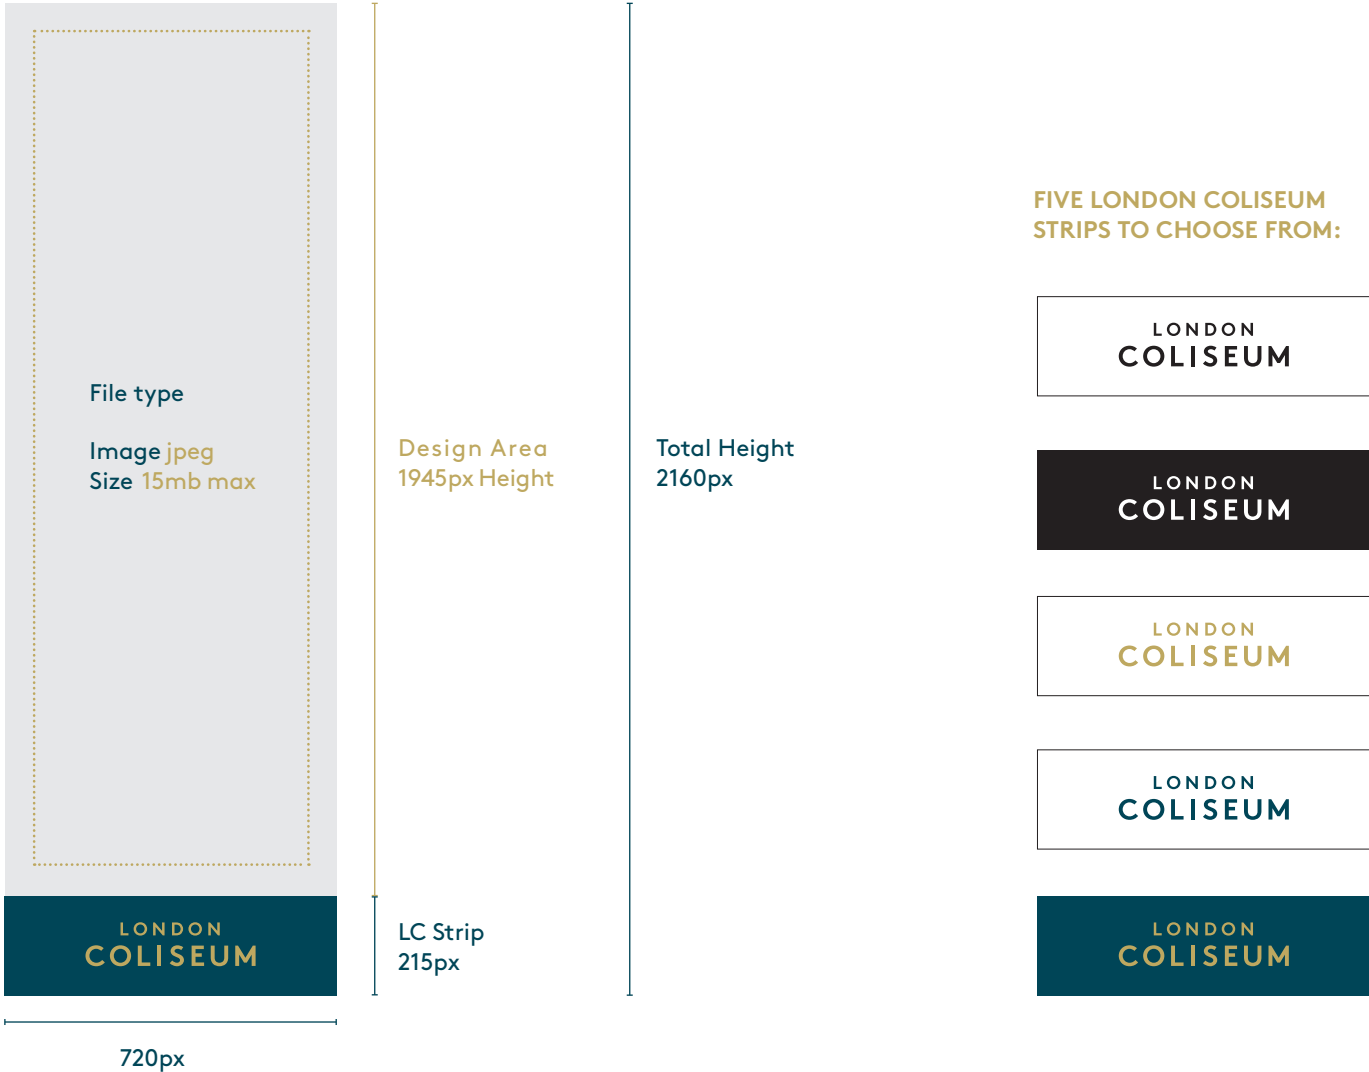 File type
Image jpeg
Size 15mb max
LONDON
COLISEUM
720px
Design Area
1945px Height
LC Strip
215px
Total Height
2160px
FIVE LONDON COLISEUM
STRIPS TO CHOOSE FROM:
LONDON
COLISEUM
LONDON
COLISEUM
LONDON
COLISEUM
LONDON
COLISEUM
LONDON
COLISEUM